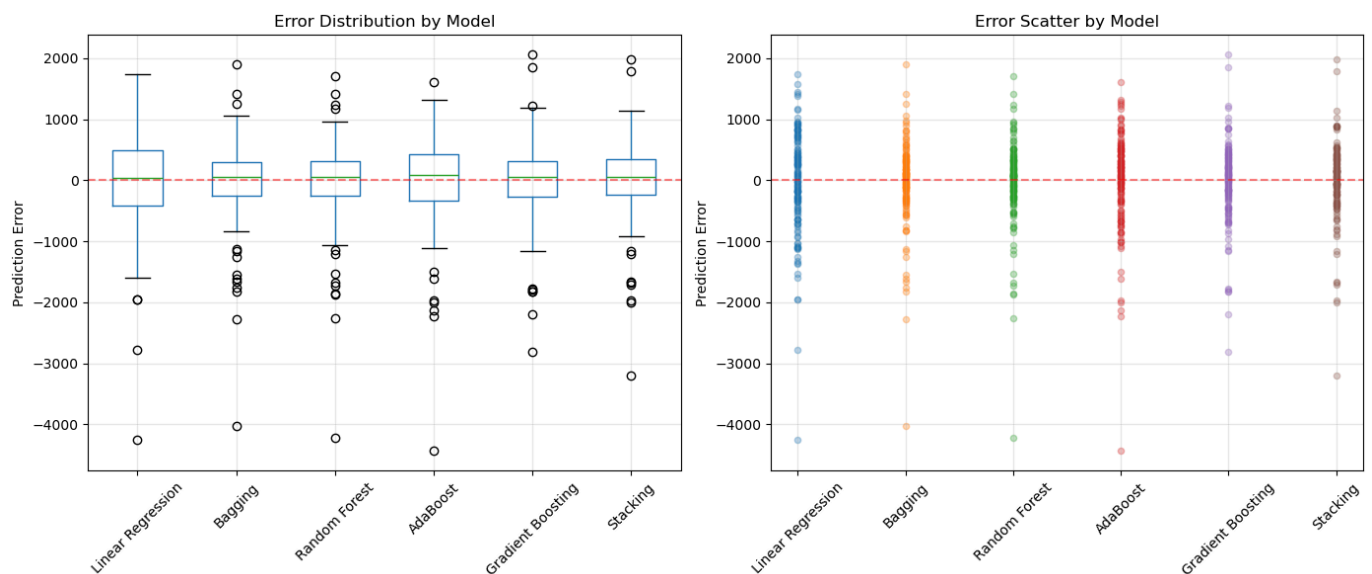 Error Distribution by Model
Prediction Error
2000
1000
0
−1000
−2000
−3000
−4000
Linear Regression
Bagging
Random Forest
AdaBoost
Gradient Boosting
Stacking
Error Scatter by Model
Prediction Error
2000
1000
0
−1000
−2000
−3000
−4000
Linear Regression
Bagging
Random Forest
AdaBoost
Gradient Boosting
Stacking